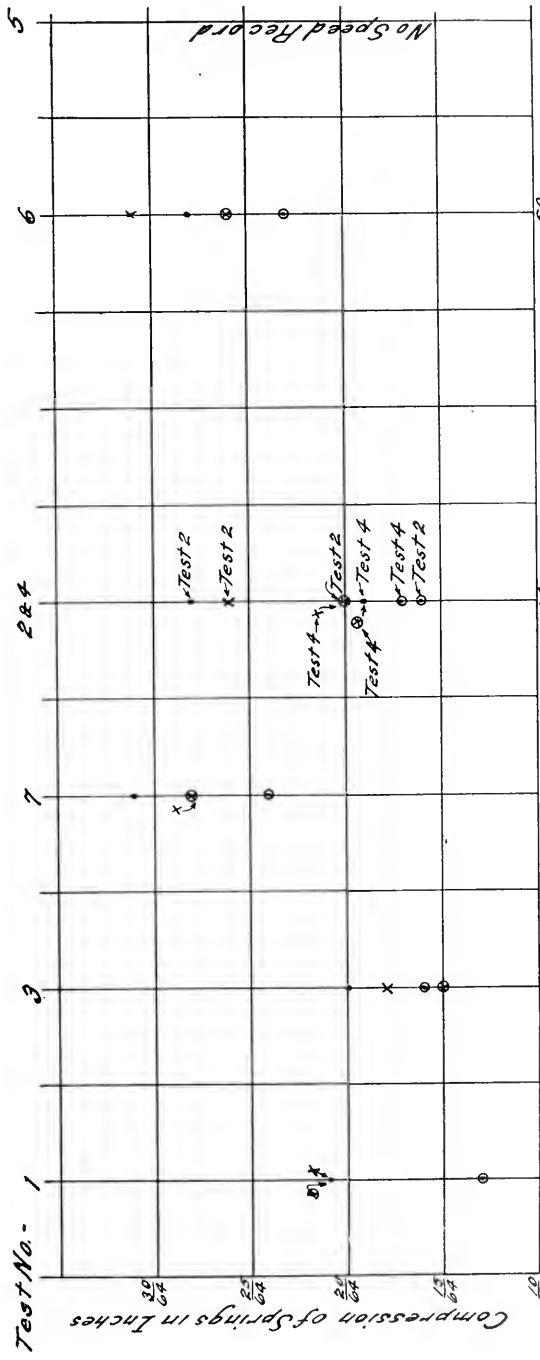 Test No. - 1 3 7 2 & 4 6 5
Compression of Springs in Inches
30/64
25/64
20/64
15/64
10
Test 2
Test 2
Test 4
Test 2
Test 4
Test 4
Test 4
Test 2
No Speed Record